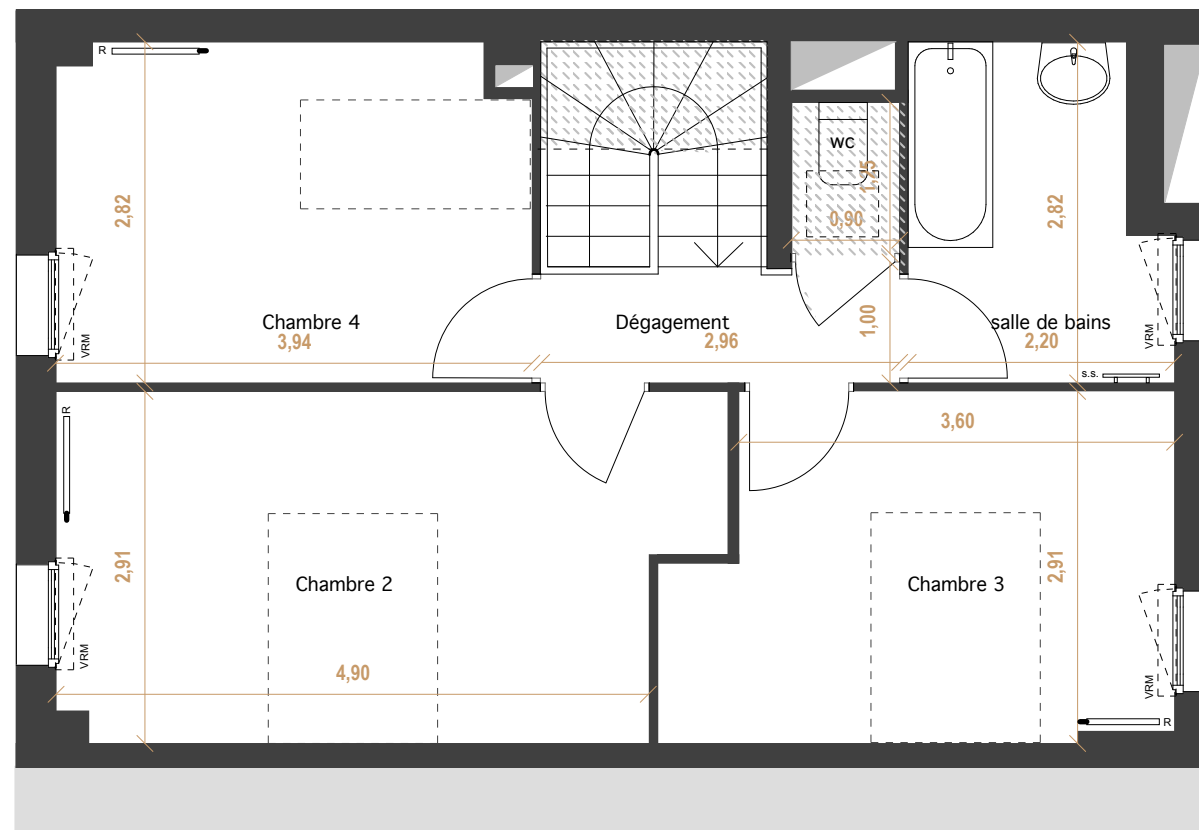 R
WC
1,25
2,82
0,90
2,82
Chambre 4
3,94
Dégagement
2,96
1,00
salle de bains
2,20
VRM
VRM
s.s.
R
3,60
2,91
2,91
Chambre 2
Chambre 3
VRM
4,90
VRM
R